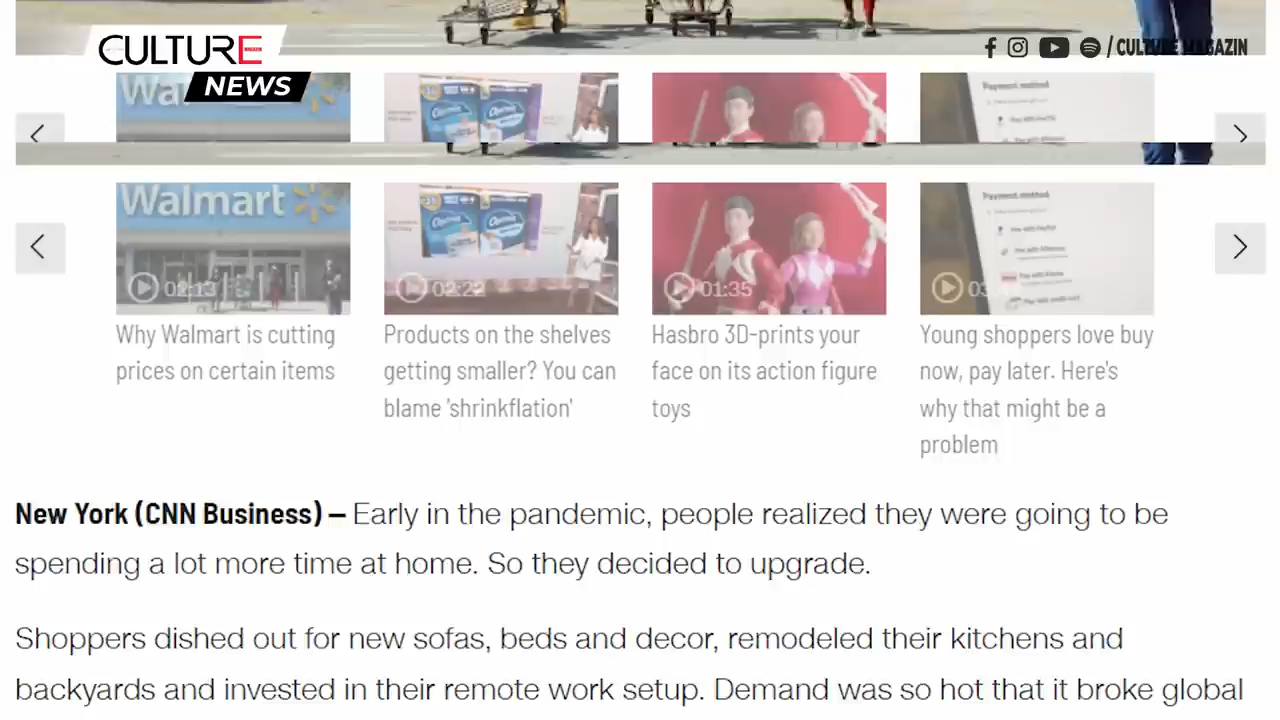 CULTURE
NEWS
/ CULTURE MAGAZIN
Payment method
Walmart
Payment method
02:13
02:22
01:35
Why Walmart is cutting
prices on certain items
Products on the shelves
getting smaller? You can
blame 'shrinkflation'
Hasbro 3D-prints your
face on its action figure
toys
Young shoppers love buy
now, pay later. Here's
why that might be a
problem
New York (CNN Business) — Early in the pandemic, people realized they were going to be
spending a lot more time at home. So they decided to upgrade.
Shoppers dished out for new sofas, beds and decor, remodeled their kitchens and
backyards and invested in their remote work setup. Demand was so hot that it broke global